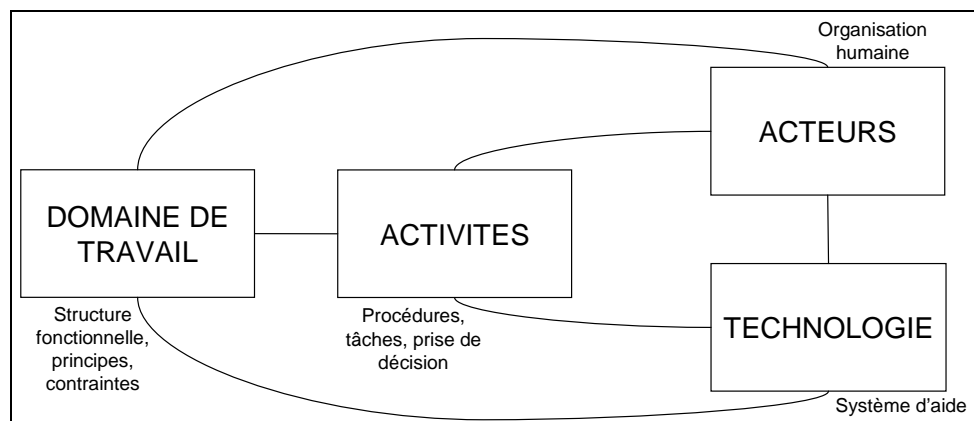 Organisation
humaine
ACTEURS
DOMAINE DE
TRAVAIL
ACTIVITES
Structure
fonctionnelle,
principes,
contraintes
Procédures,
tâches, prise de
décision
TECHNOLOGIE
Système d'aide